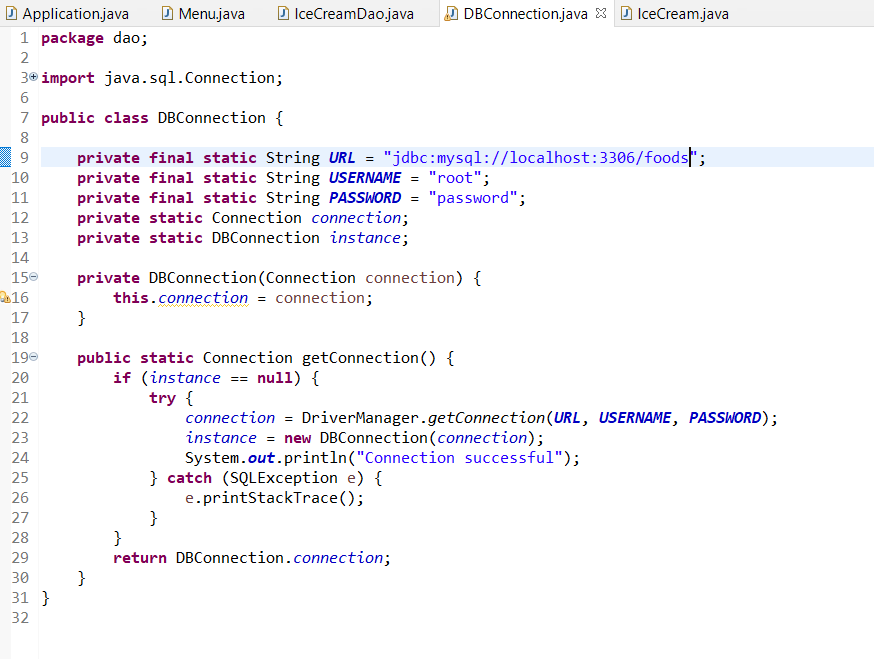 Application.java Menu.java IceCreamDao.java DBConnection.java IceCream.java
1 package dao;
2
3 import java.sql.Connection;
6
7 public class DBConnection {
8
9 private final static String URL = "jdbc:mysql://localhost:3306/foods";
10 private final static String USERNAME = "root";
11 private final static String PASSWORD = "password";
12 private static Connection connection;
13 private static DBConnection instance;
14
15 private DBConnection(Connection connection) {
16 this.connection = connection;
17 }
18
19 public static Connection getConnection() {
20 if (instance == null) {
21 try {
22 connection = DriverManager.getConnection(URL, USERNAME, PASSWORD);
23 instance = new DBConnection(connection);
24 System.out.println("Connection successful");
25 } catch (SQLException e) {
26 e.printStackTrace();
27 }
28 }
29 return DBConnection.connection;
30 }
31 }
32